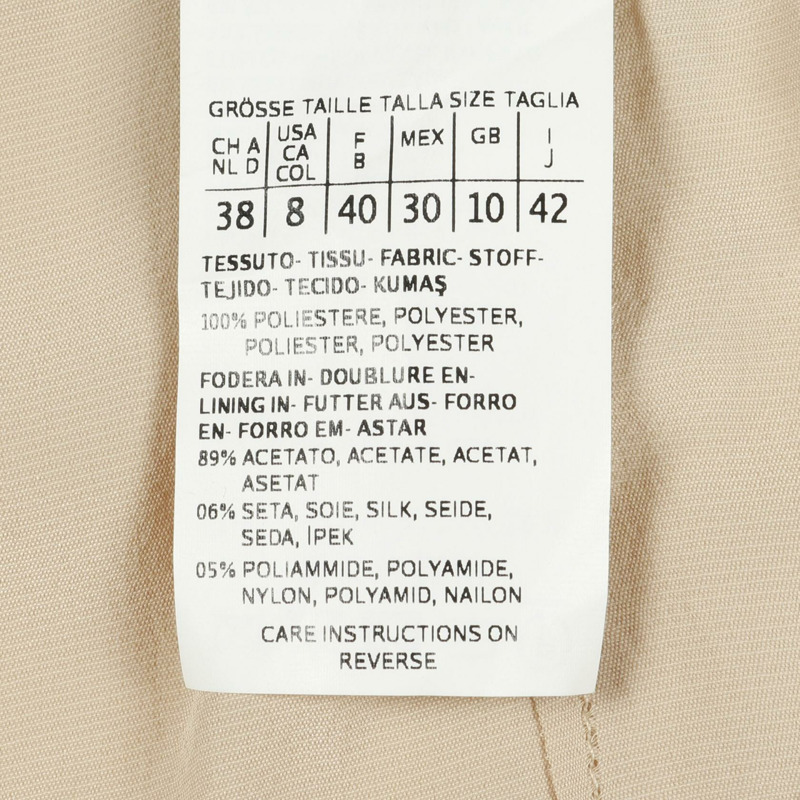 GRÖSSE TAILLE TALLA SIZE TAGLIA
CH A NL D | USA CA COL | F B | MEX | GB | I J
38 | 8 | 40 | 30 | 10 | 42
TESSUTO- TISSU- FABRIC- STOFF-
TEJIDO- TECIDO- KUMAŞ
100% POLIESTERE, POLYESTER,
POLIESTER, POLYESTER
FODERA IN- DOUBLURE EN-
LINING IN- FUTTER AUS- FORRO
EN- FORRO EM- ASTAR
89% ACETATO, ACETATE, ACETAT,
ASETAT
06% SETA, SOIE, SILK, SEIDE,
SEDA, İPEK
05% POLIAMMIDE, POLYAMIDE,
NYLON, POLYAMID, NAILON
CARE INSTRUCTIONS ON
REVERSE